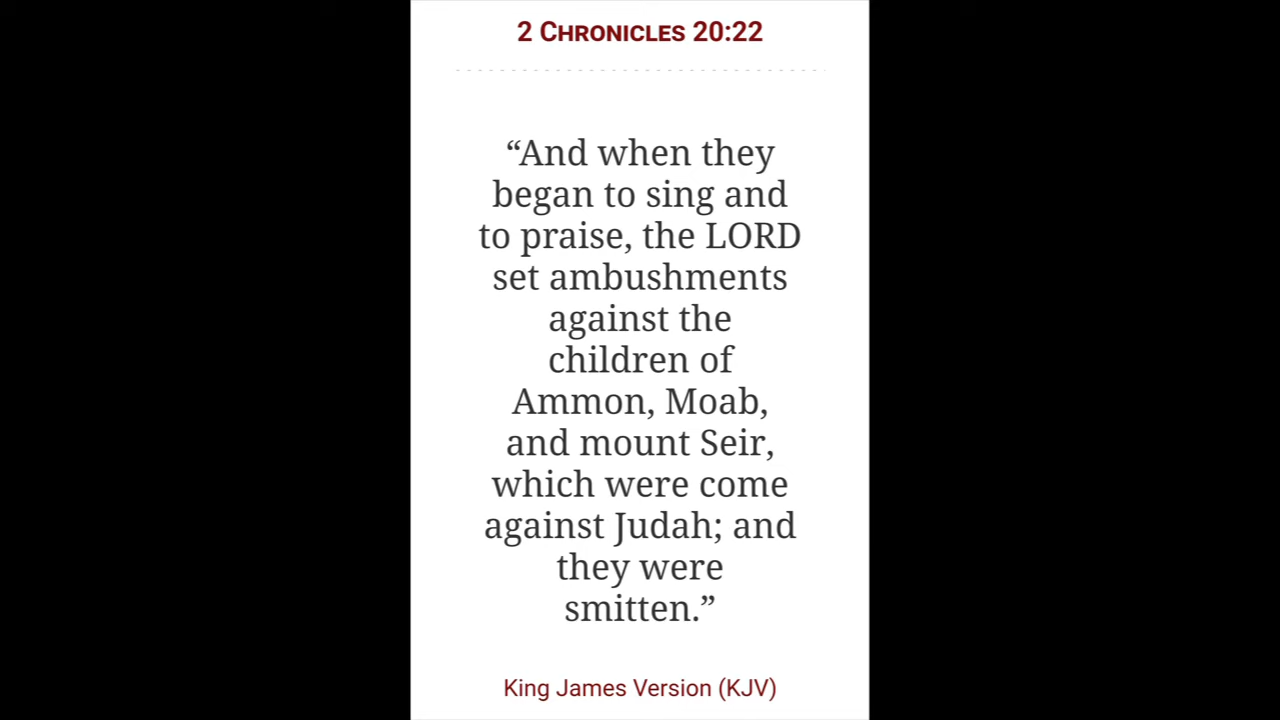 2 Chronicles 20:22
“And when they
began to sing and
to praise, the LORD
set ambushments
against the
children of
Ammon, Moab,
and mount Seir,
which were come
against Judah; and
they were
smitten.”
King James Version (KJV)